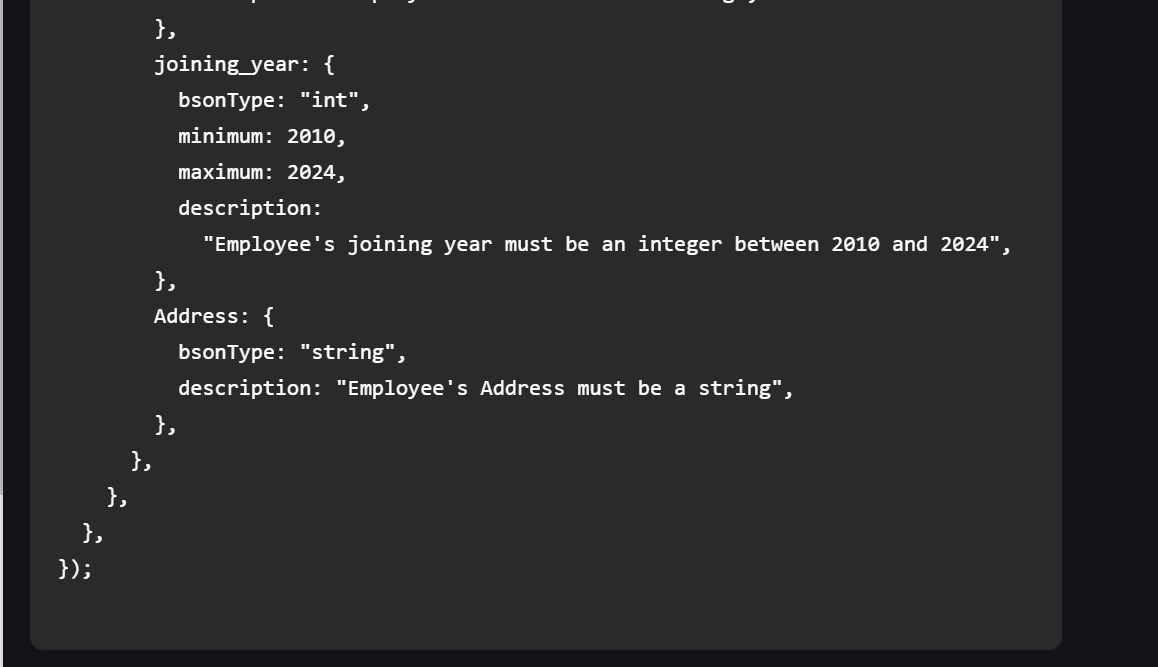 },
joining_year: {
bsonType: "int",
minimum: 2010,
maximum: 2024,
description:
"Employee's joining year must be an integer between 2010 and 2024",
},
Address: {
bsonType: "string",
description: "Employee's Address must be a string",
},
},
},
},
});